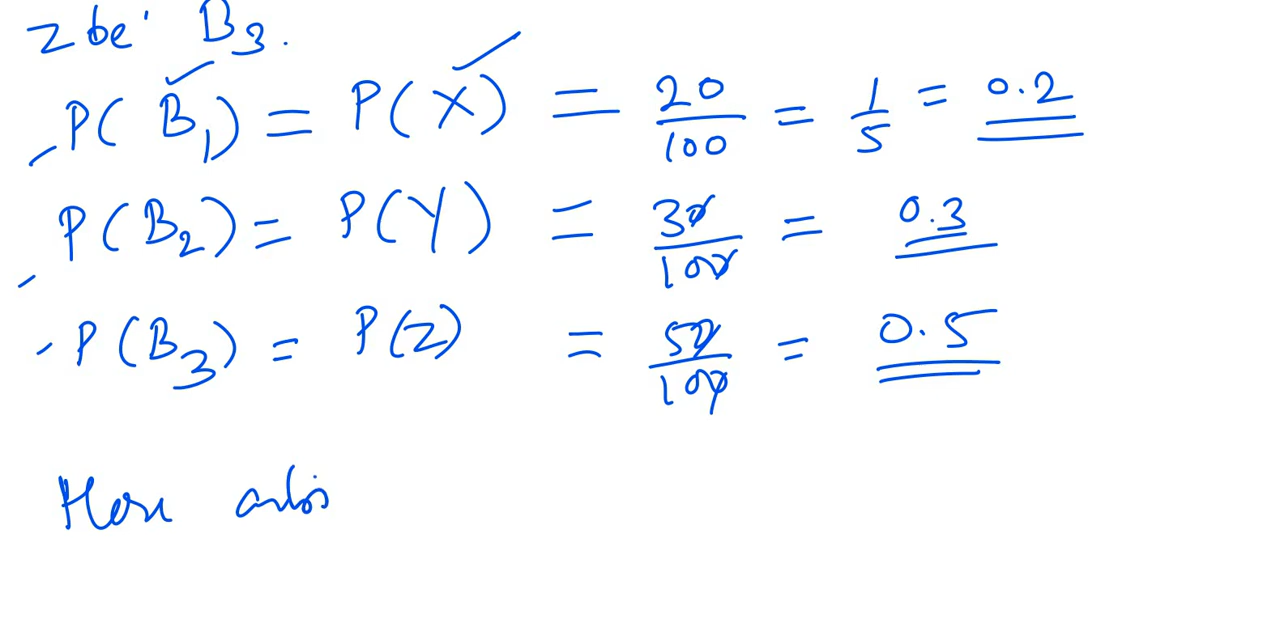 Z be' B₃.
P(B₁) = P(X) = 20/100 = 1/5 = 0.2
P(B₂) = P(Y) = 30/100 = 0.3
P(B₃) = P(Z) = 50/100 = 0.5
Here